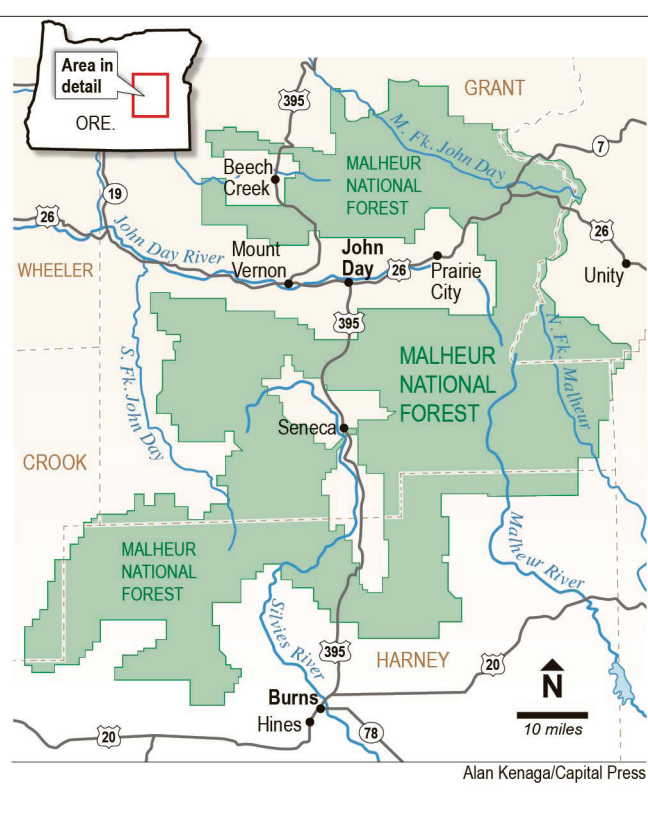 Area in
detail
ORE.
395
GRANT
M. Fk. John Day
7
Beech
Creek
MALHEUR
NATIONAL
FOREST
19
26
John Day River
Mount
Vernon
John
Day
26
Prairie
City
26
Unity
WHEELER
395
S. Fk. John Day
MALHEUR
NATIONAL
FOREST
N. Fk. Malheur
Seneca
CROOK
MALHEUR
NATIONAL
FOREST
Malheur River
Silvies River
395
HARNEY
20
N
10 miles
Burns
Hines
20
78
Alan Kenaga/Capital Press